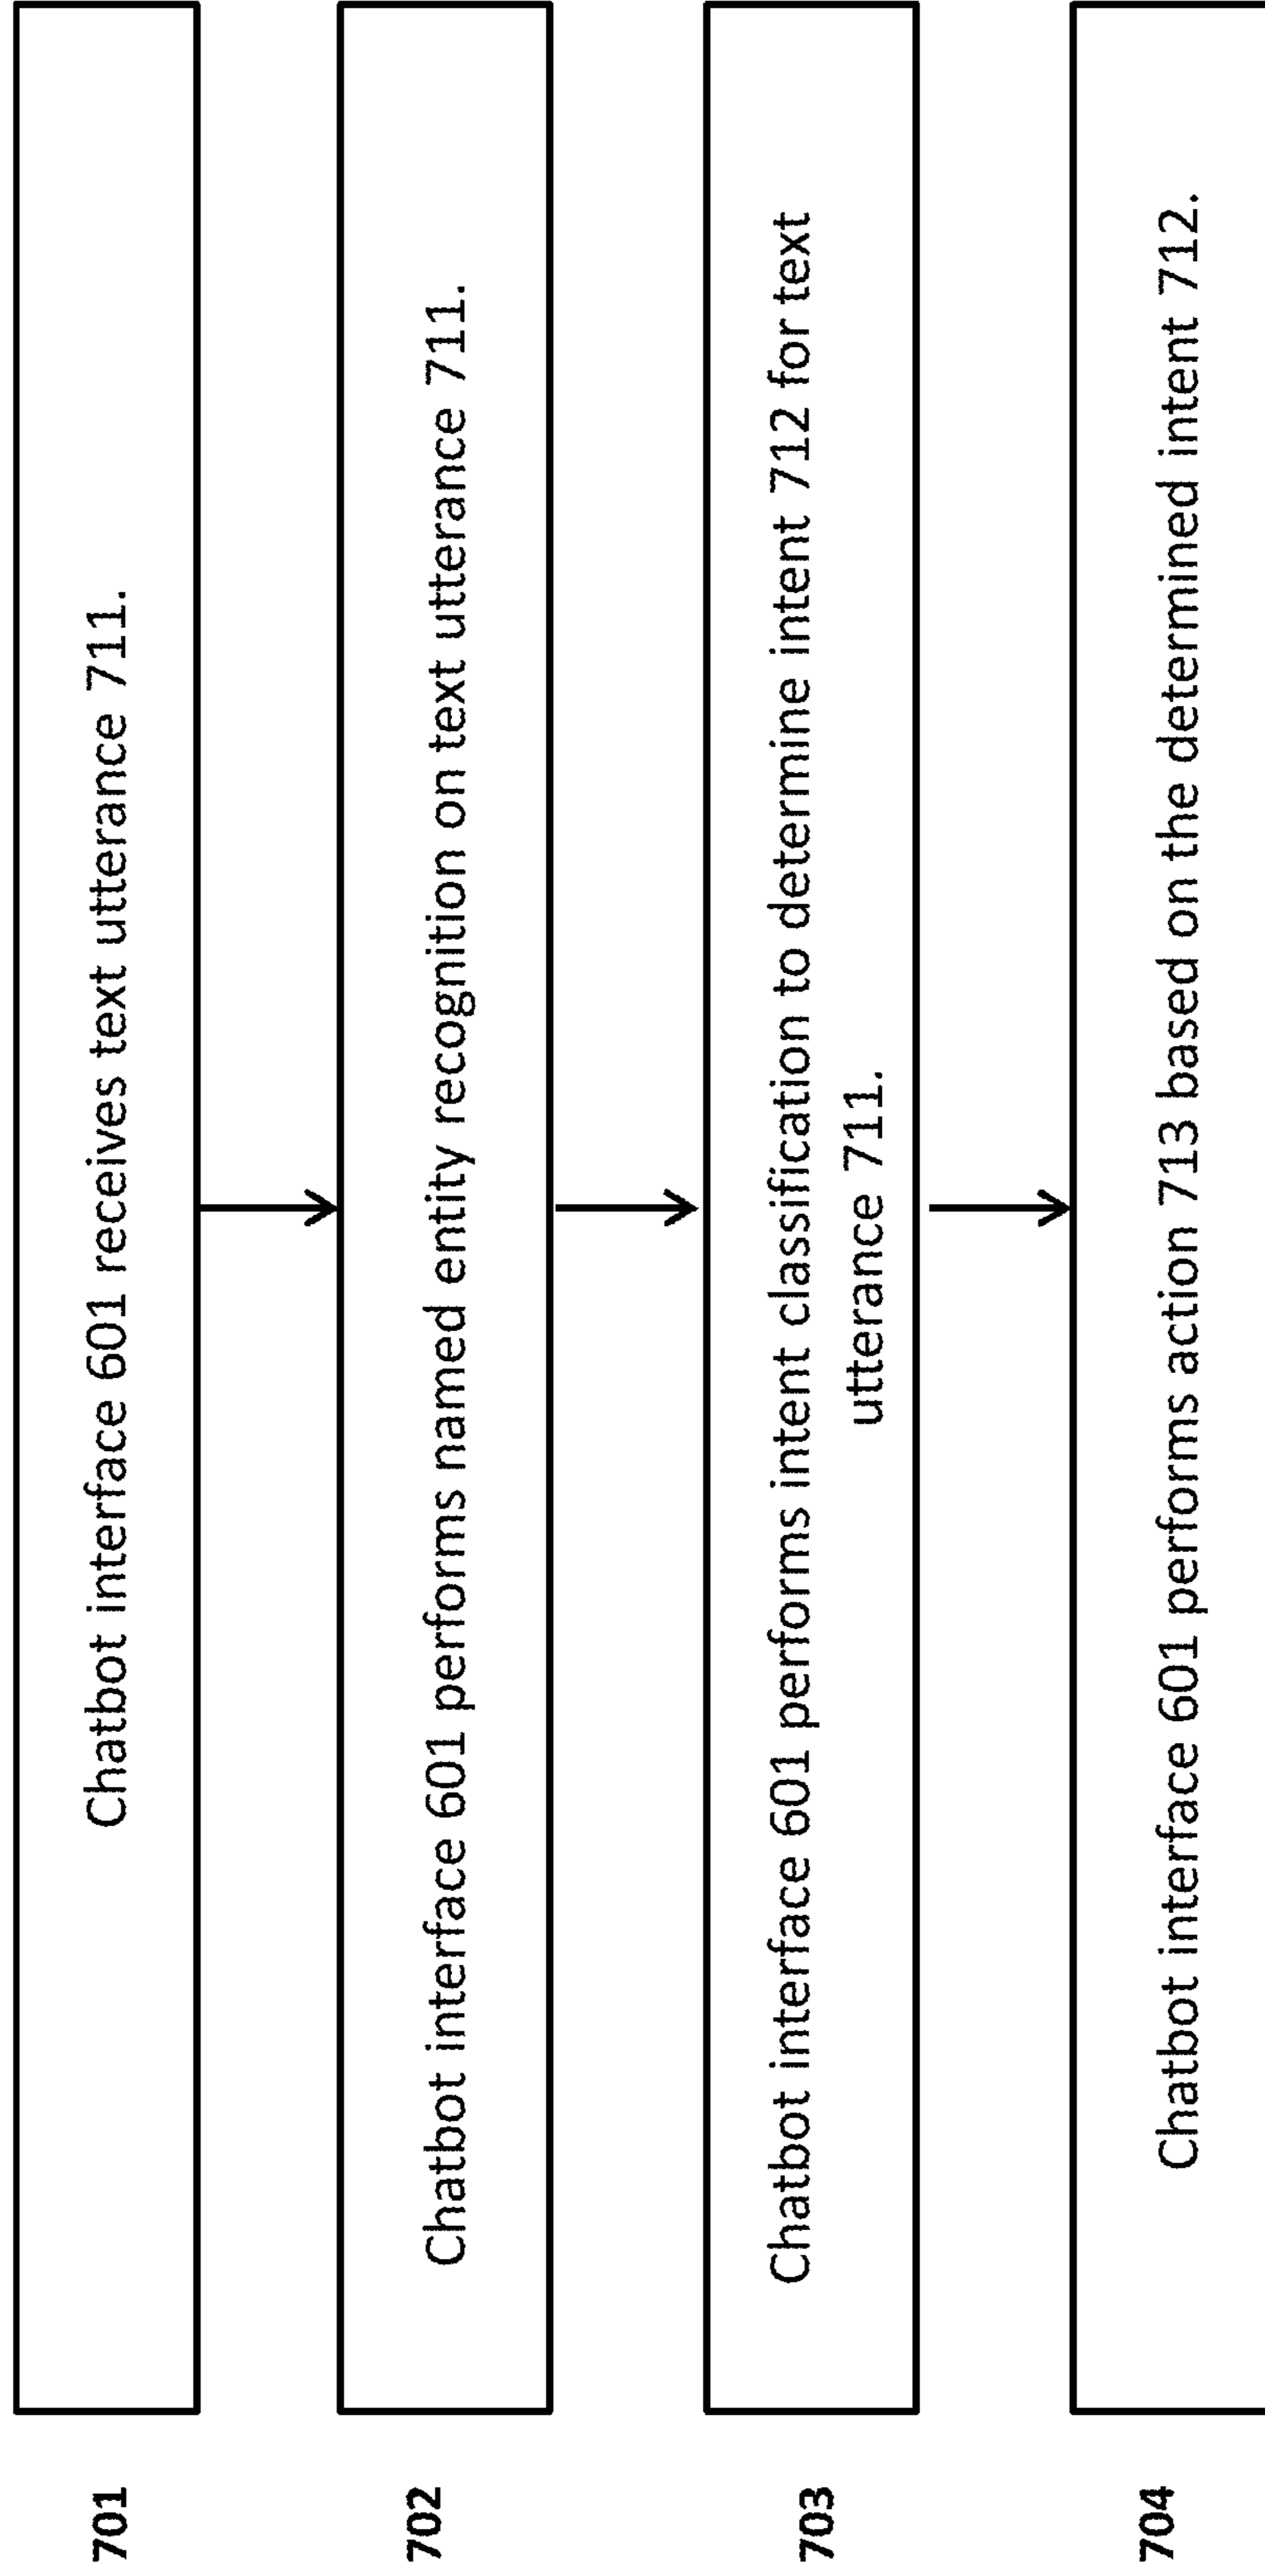 701
Chatbot interface 601 receives text utterance 711.
702
Chatbot interface 601 performs named entity recognition on text utterance 711.
703
Chatbot interface 601 performs intent classification to determine intent 712 for text
utterance 711.
704
Chatbot interface 601 performs action 713 based on the determined intent 712.